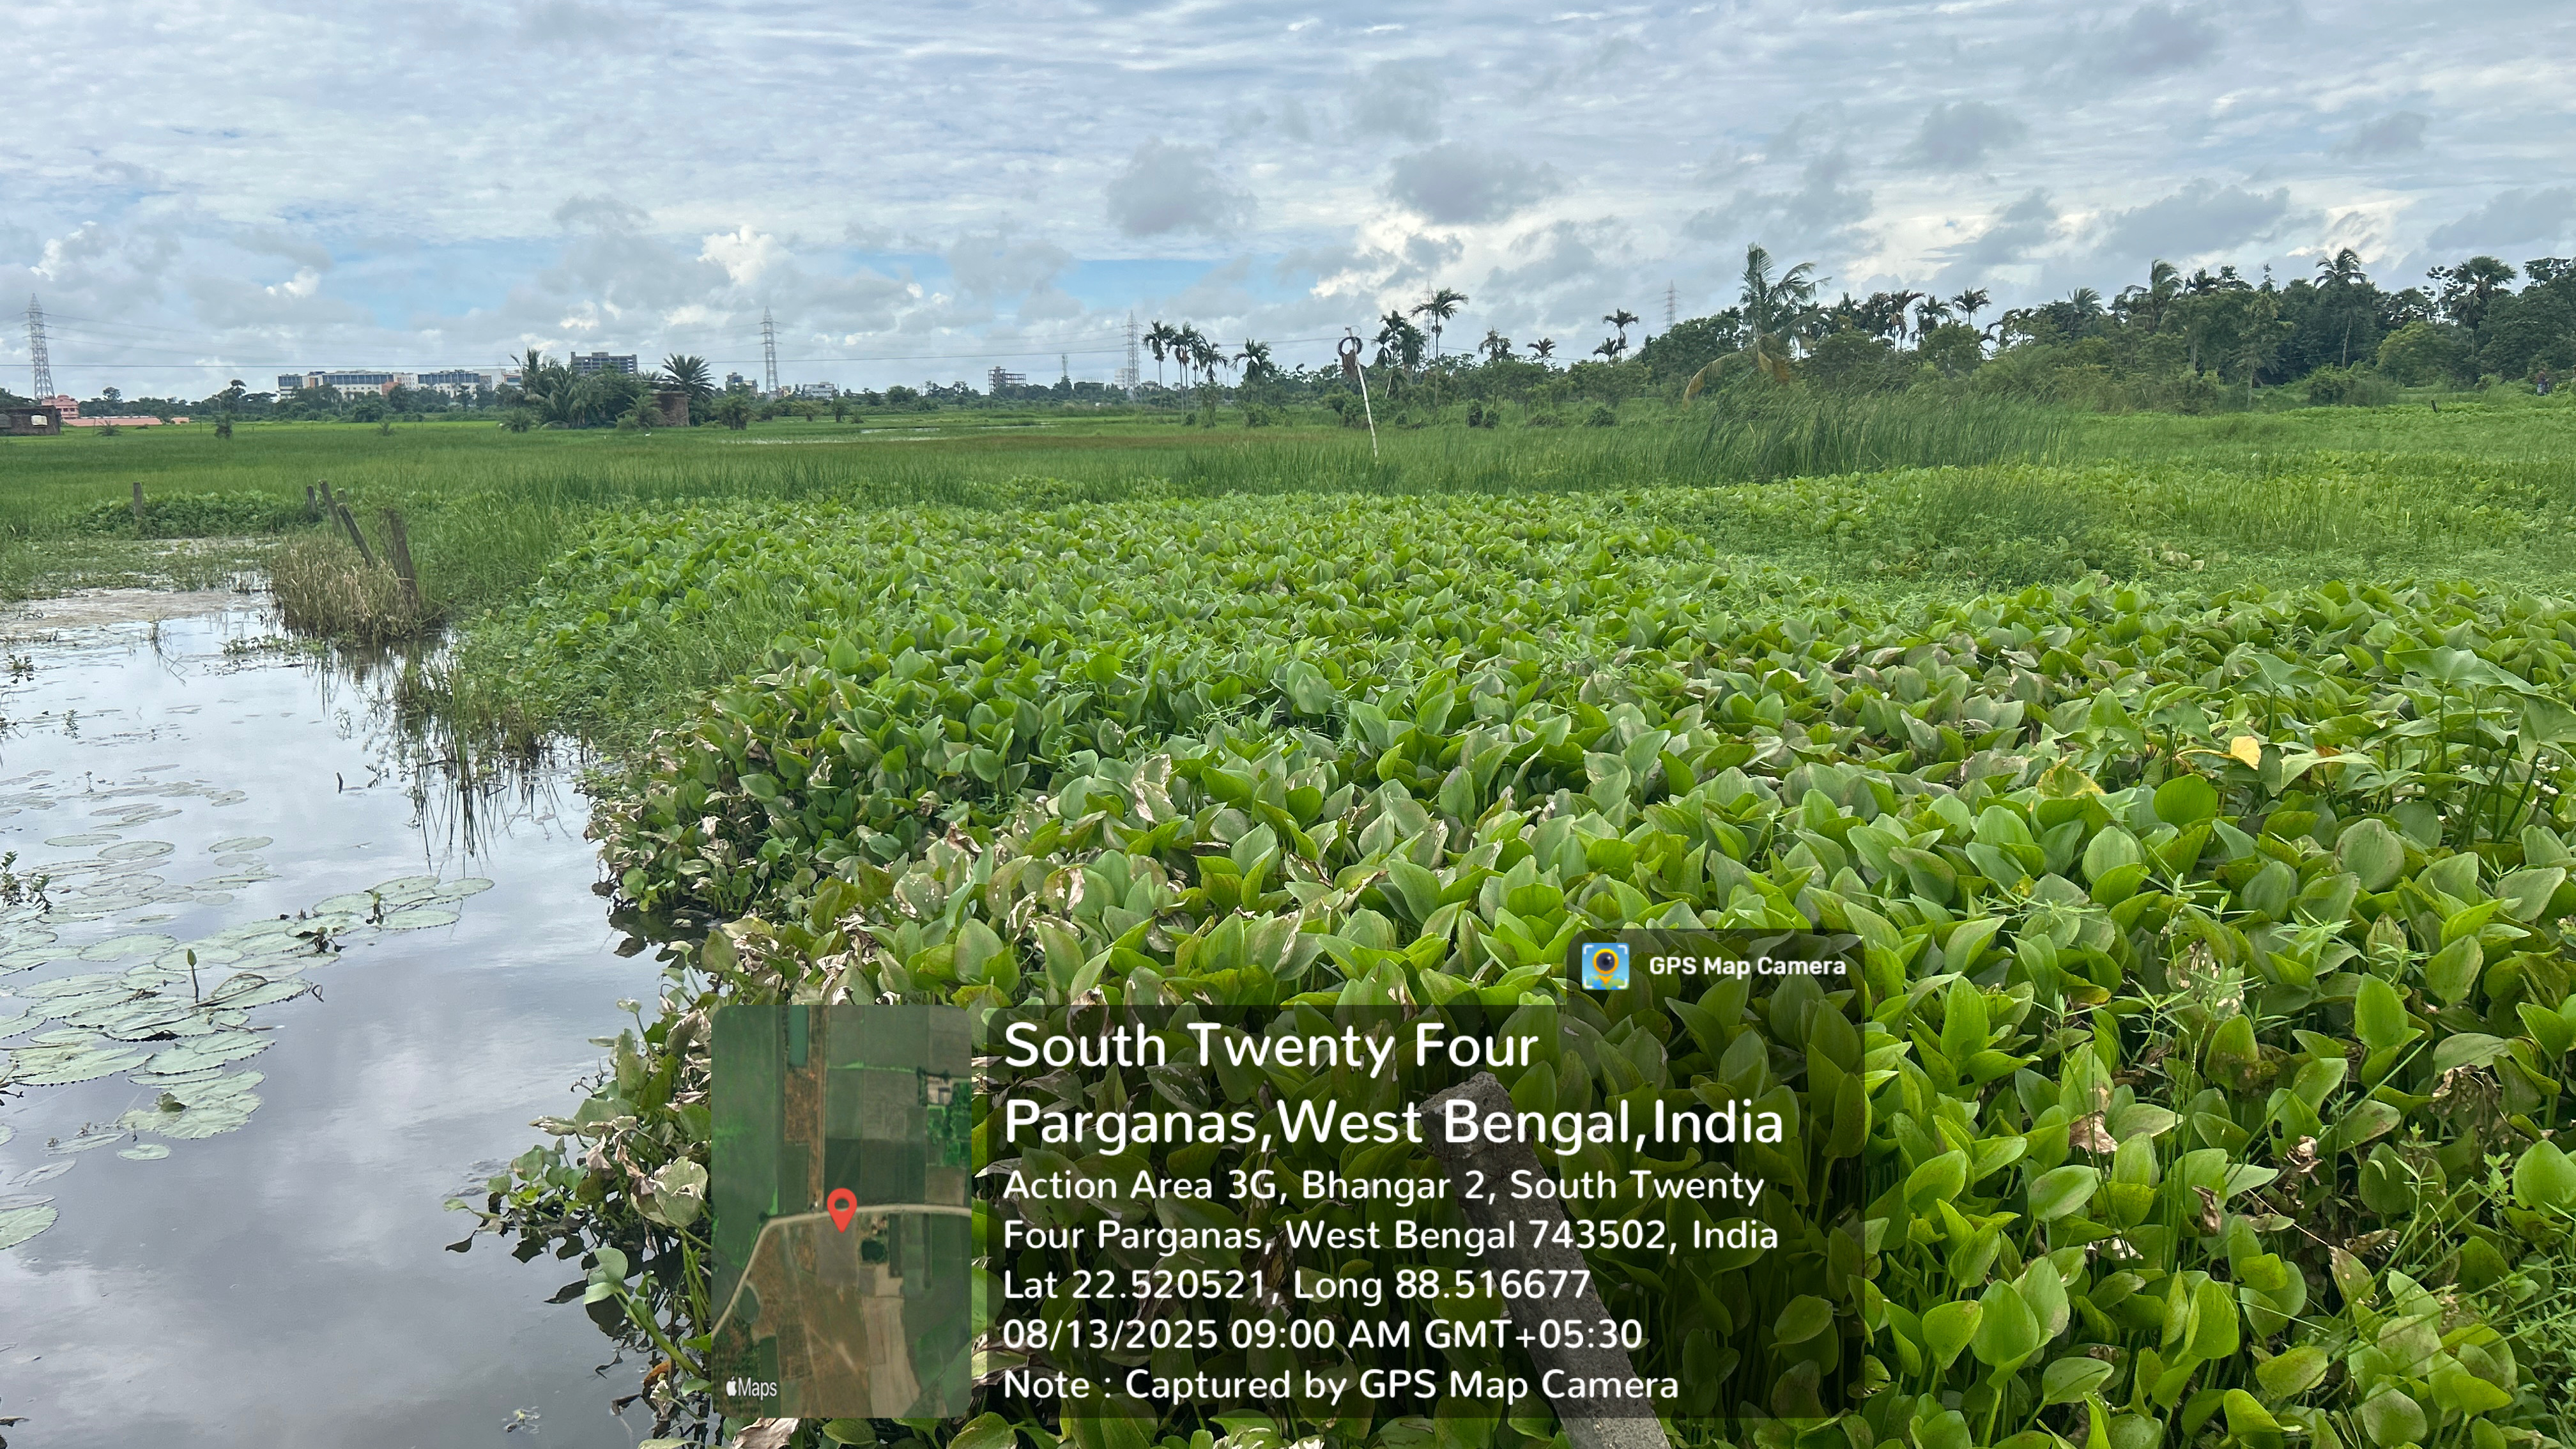 GPS Map Camera
South Twenty Four
Parganas,West Bengal,India
Action Area 3G, Bhangar 2, South Twenty
Four Parganas, West Bengal 743502, India
Lat 22.520521, Long 88.516677
08/13/2025 09:00 AM GMT+05:30
Note : Captured by GPS Map Camera
Maps